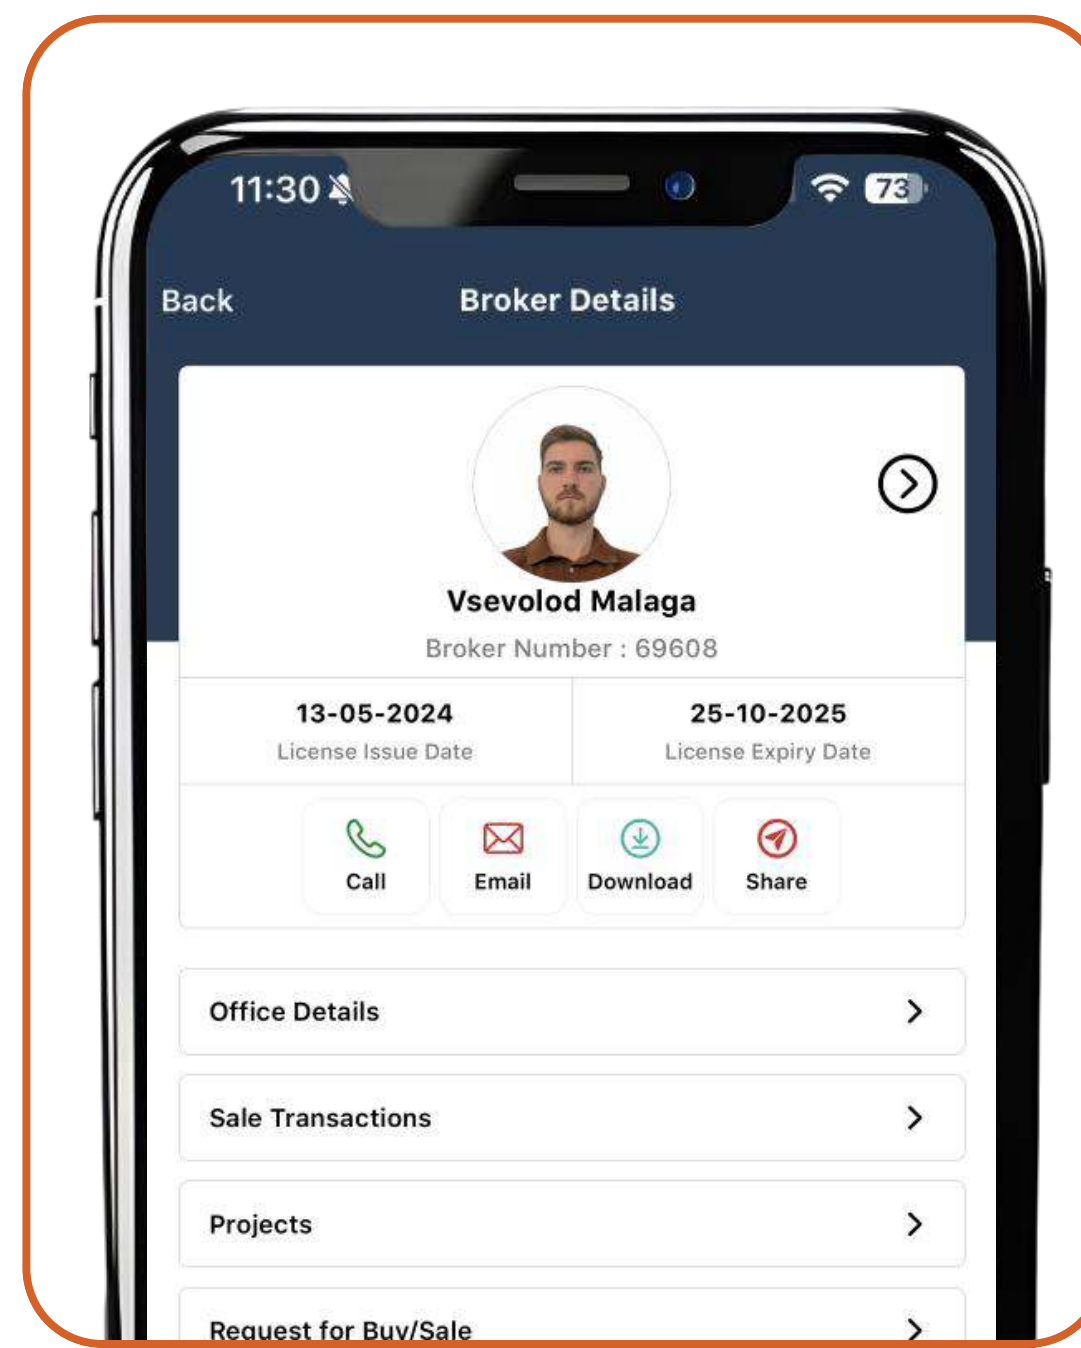 11:30
73
Back
Broker Details
Vsevolod Malaga
Broker Number : 69608
13-05-2024
25-10-2025
License Issue Date
License Expiry Date
Call
Email
Download
Share
Office Details
Sale Transactions
Projects
Request for Buy/Sale